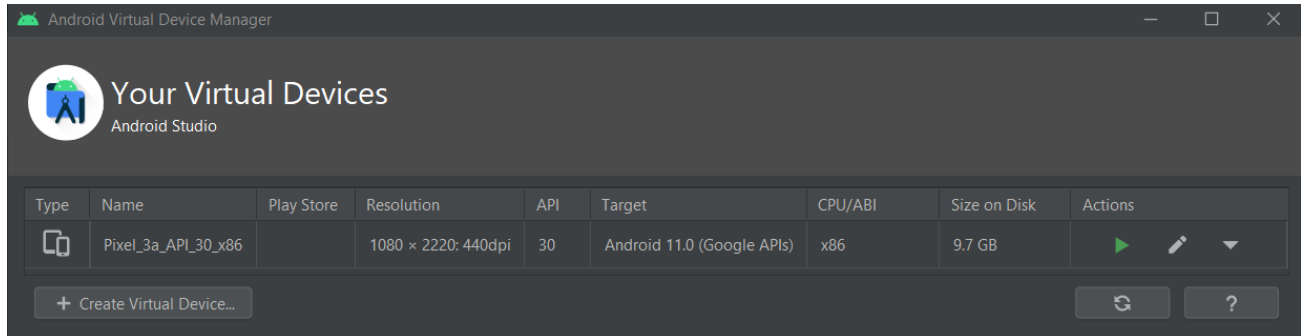 Android Virtual Device Manager
Your Virtual Devices
Android Studio
Type Name Play Store Resolution API Target CPU/ABI Size on Disk Actions
Pixel_3a_API_30_x86 1080 × 2220: 440dpi 30 Android 11.0 (Google APIs) x86 9.7 GB
+ Create Virtual Device... ?